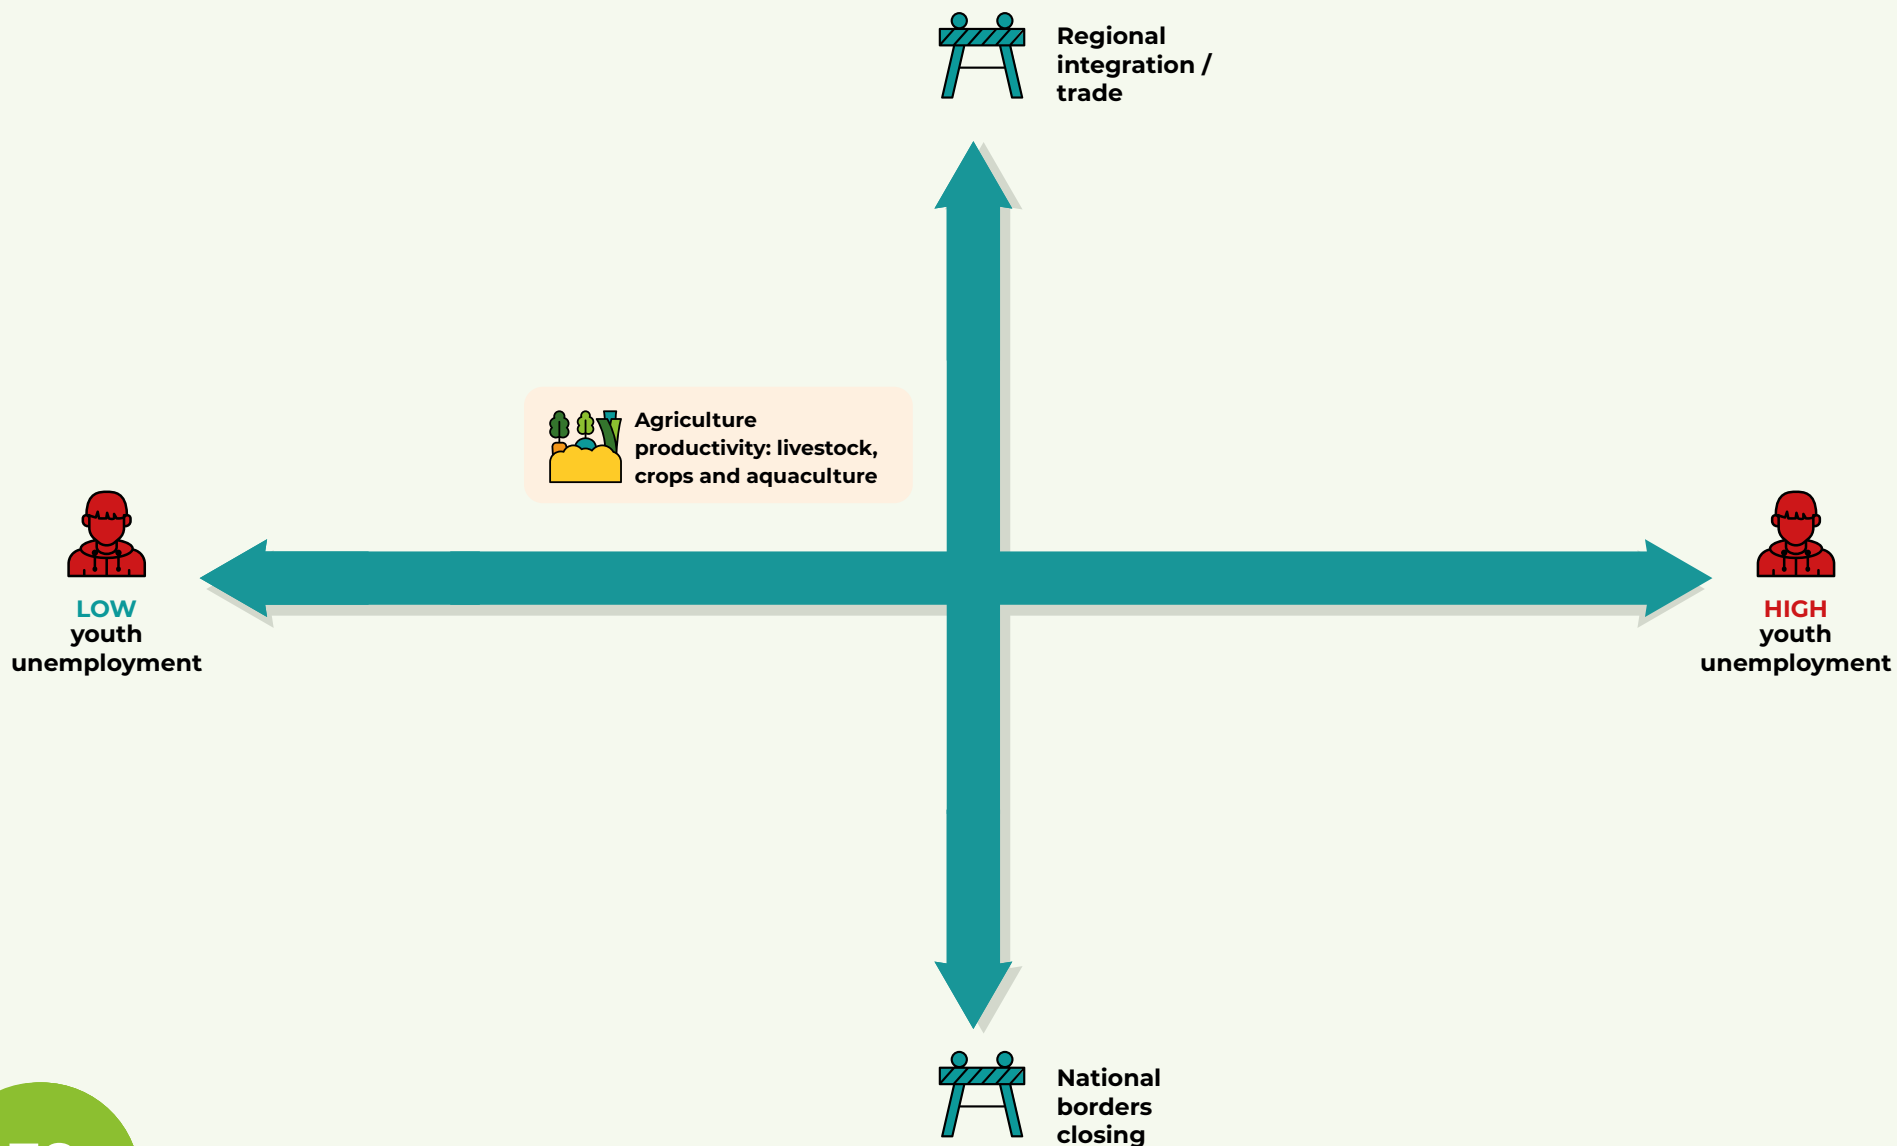 Regional
integration /
trade
Agriculture
productivity: livestock,
crops and aquaculture
LOW
youth
unemployment
HIGH
youth
unemployment
National
borders
closing